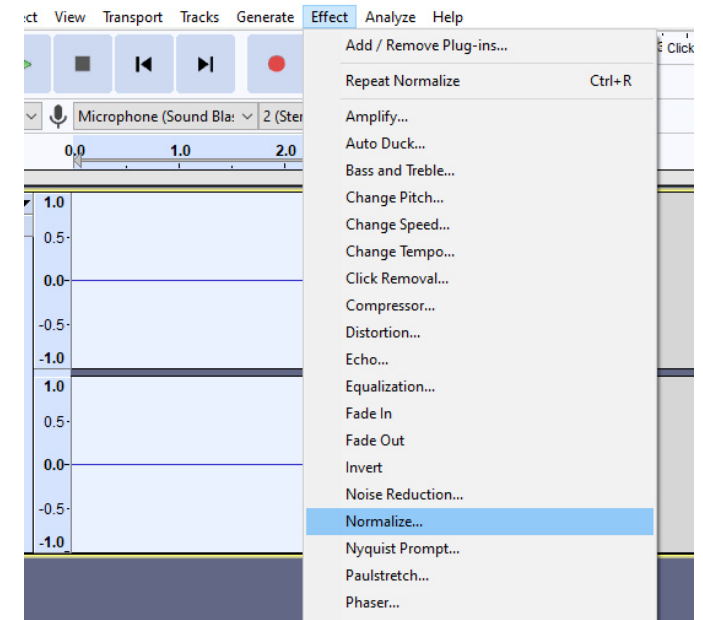 ct View Transport Tracks Generate Effect Analyze Help
Add / Remove Plug-ins...
Click
Repeat Normalize Ctrl+R
Microphone (Sound Bla: 2 (Ster
Amplify...
0.0 1.0 2.0
Auto Duck...
Bass and Treble...
1.0
Change Pitch...
Change Speed...
0.5
Change Tempo...
0.0
Click Removal...
Compressor...
-0.5
Distortion...
-1.0
Echo...
1.0
Equalization...
Fade In
0.5
Fade Out
0.0
Invert
Noise Reduction...
-0.5
Normalize...
-1.0
Nyquist Prompt...
Paulstretch...
Phaser...